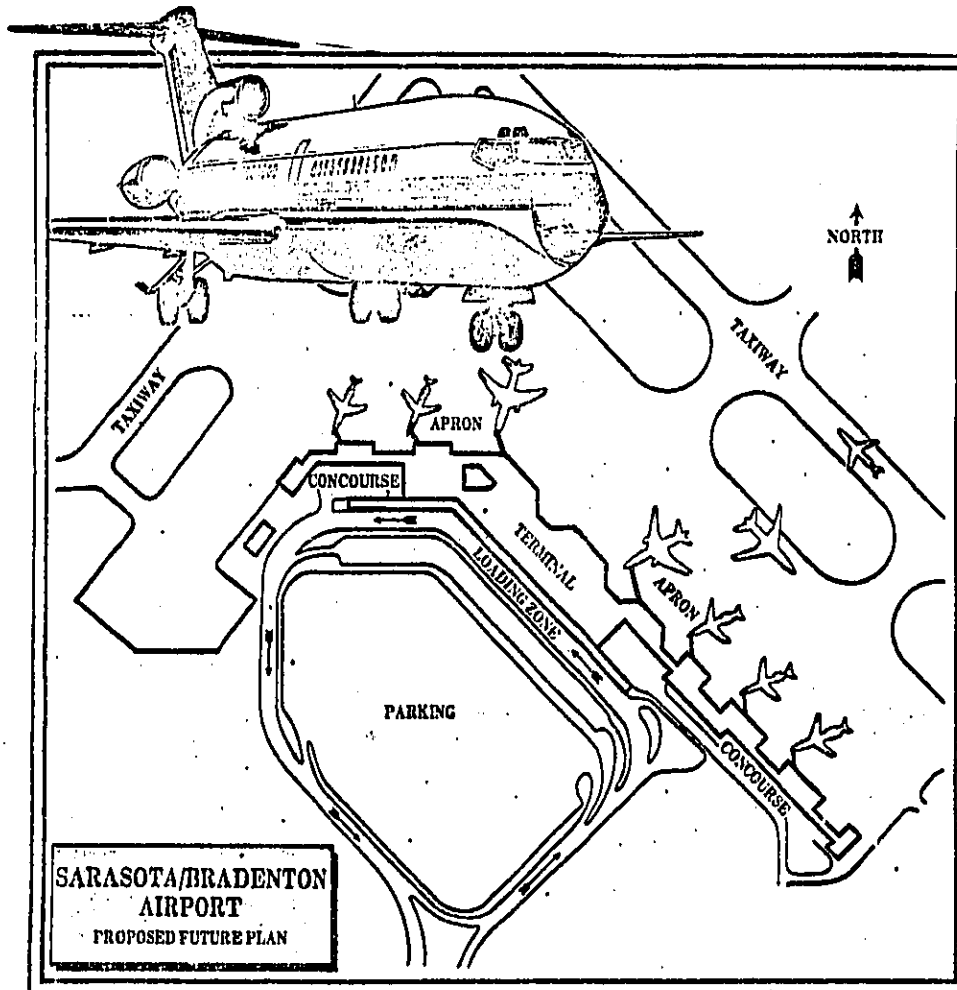 NORTH
TAXIWAY
TAXIWAY
APRON
CONCOURSE
TERMINAL
LOADING ZONE
APRON
PARKING
CONCOURSE
SARASOTA/BRADENTON
AIRPORT
PROPOSED FUTURE PLAN